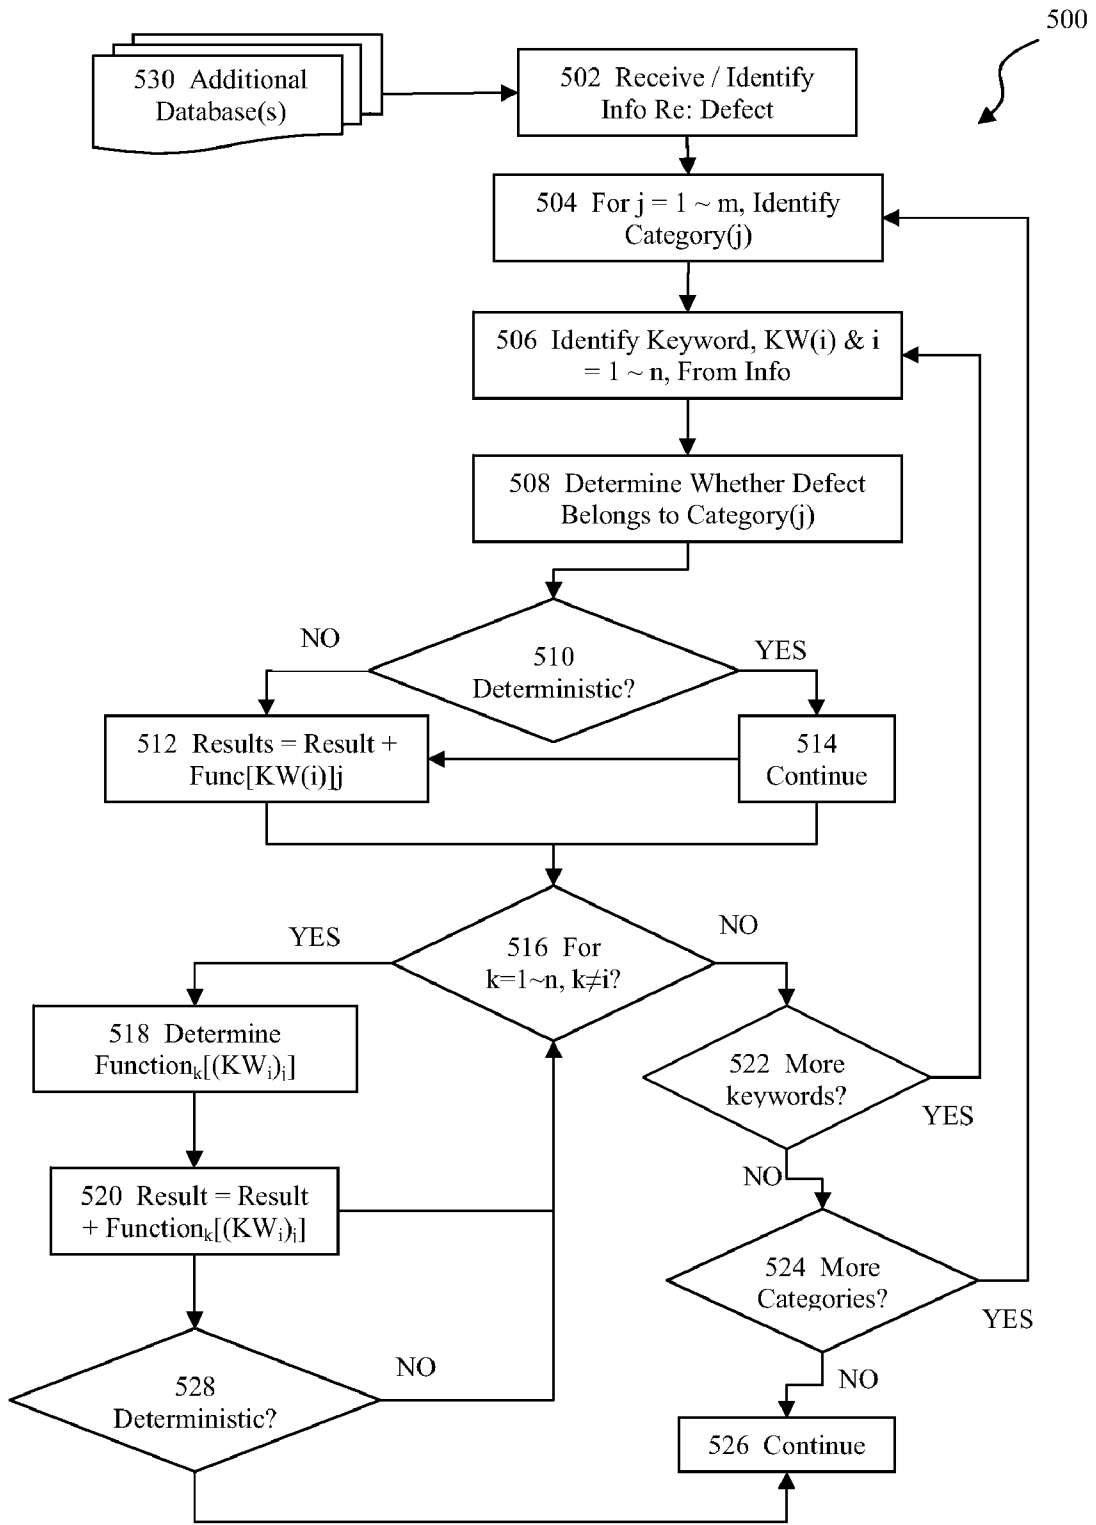 500
530 Additional
Database(s)
502 Receive / Identify
Info Re: Defect
504 For j = 1 ~ m, Identify
Category(j)
506 Identify Keyword, KW(i) & i
= 1 ~ n, From Info
508 Determine Whether Defect
Belongs to Category(j)
NO
510
Deterministic?
YES
512 Results = Result +
Func[KW(i)]j
514
Continue
YES
516 For
k=1~n, k≠i?
NO
518 Determine
Functionₖ[(KWᵢ)ⱼ]
522 More
keywords?
YES
NO
520 Result = Result
+ Functionₖ[(KWᵢ)ⱼ]
524 More
Categories?
YES
NO
528
Deterministic?
NO
526 Continue